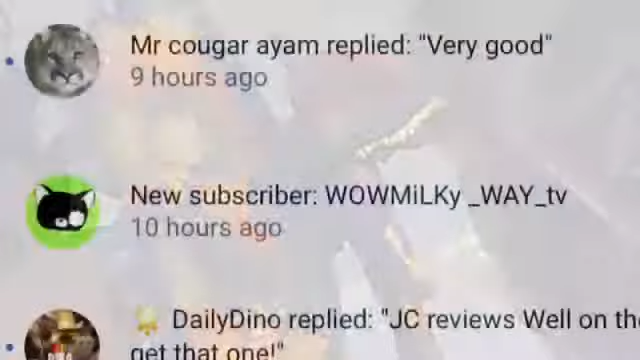 Mr cougar ayam replied: "Very good"
9 hours ago
New subscriber: WOWMiLKy _WAY_tv
10 hours ago
DailyDino replied: "JC reviews Well on the
get that one!"